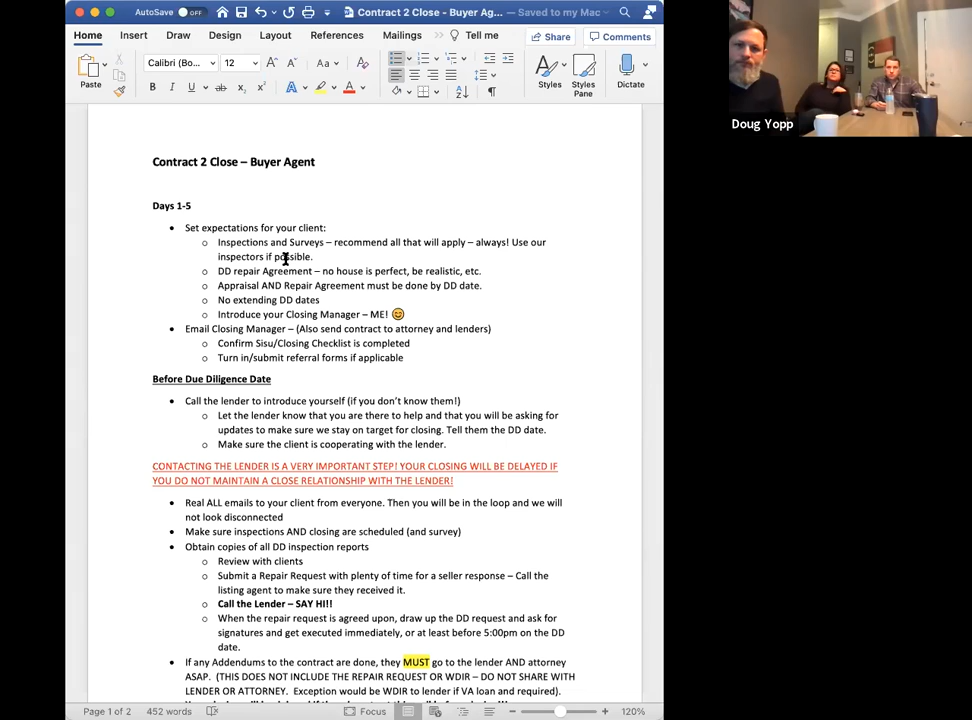 AutoSave OFF Contract 2 Close - Buyer Ag... — Saved to my Mac
Home Insert Draw Design Layout References Mailings >> Tell me Share Comments
Calibri (Bo... 12 Aa
Paste B I U ab x₂ x² A A Styles Styles Dictate
Pane
Contract 2 Close – Buyer Agent
Days 1-5
• Set expectations for your client:
o Inspections and Surveys – recommend all that will apply – always! Use our
inspectors if possible.
o DD repair Agreement – no house is perfect, be realistic, etc.
o Appraisal AND Repair Agreement must be done by DD date.
o No extending DD dates
o Introduce your Closing Manager – ME! 😊
• Email Closing Manager – (Also send contract to attorney and lenders)
o Confirm Sisu/Closing Checklist is completed
o Turn in/submit referral forms if applicable
Before Due Diligence Date
• Call the lender to introduce yourself (if you don't know them!)
o Let the lender know that you are there to help and that you will be asking for
updates to make sure we stay on target for closing. Tell them the DD date.
o Make sure the client is cooperating with the lender.
CONTACTING THE LENDER IS A VERY IMPORTANT STEP! YOUR CLOSING WILL BE DELAYED IF
YOU DO NOT MAINTAIN A CLOSE RELATIONSHIP WITH THE LENDER!
• Real ALL emails to your client from everyone. Then you will be in the loop and we will
not look disconnected
• Make sure inspections AND closing are scheduled (and survey)
• Obtain copies of all DD inspection reports
o Review with clients
o Submit a Repair Request with plenty of time for a seller response – Call the
listing agent to make sure they received it.
o Call the Lender – SAY HI!!
o When the repair request is agreed upon, draw up the DD request and ask for
signatures and get executed immediately, or at least before 5:00pm on the DD
date.
• If any Addendums to the contract are done, they MUST go to the lender AND attorney
ASAP. (THIS DOES NOT INCLUDE THE REPAIR REQUEST OR WDIR – DO NOT SHARE WITH
LENDER OR ATTORNEY. Exception would be WDIR to lender if VA loan and required).
Page 1 of 2 452 words Focus 120%
Doug Yopp